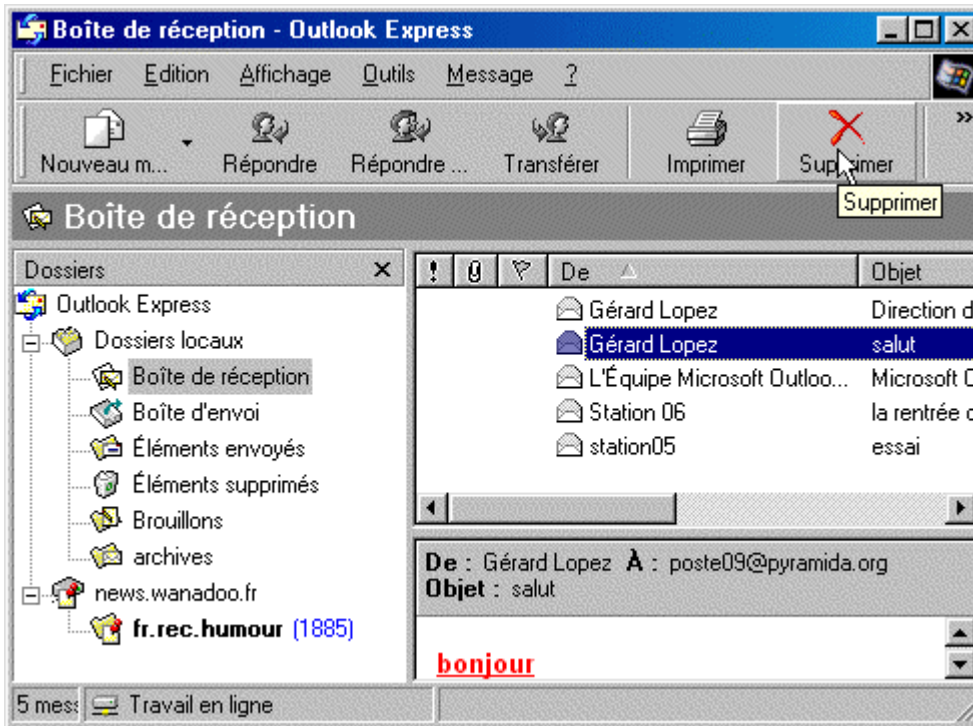 Boîte de réception - Outlook Express
Fichier Edition Affichage Outils Message ?
Nouveau m... Répondre Répondre ... Transférer Imprimer Supprimer »
Supprimer
Boîte de réception
Dossiers
Outlook Express
Dossiers locaux
Boîte de réception
Boîte d'envoi
Éléments envoyés
Éléments supprimés
Brouillons
archives
news.wanadoo.fr
fr.rec.humour (1885)
! De Objet
Gérard Lopez Direction d
Gérard Lopez salut
L'Équipe Microsoft Outloo... Microsoft O
Station 06 la rentrée
station05 essai
De : Gérard Lopez À : poste09@pyramida.org
Objet : salut
bonjour
5 mess Travail en ligne